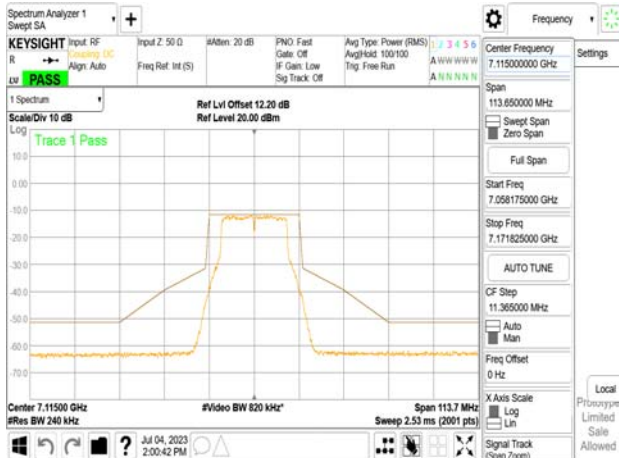 Spectrum Analyzer 1
Swept SA
+
Frequency
KEYSIGHT
R
LV
PASS
Input: RF
Coupling: DC
Align: Auto
Input Z: 50 Ω
Freq Ref: Int (S)
#Atten: 20 dB
PNO: Fast
Gate: Off
IF Gain: Low
Sig Track: Off
Avg Type: Power (RMS)
Avg|Hold: 100/100
Trig: Free Run
1 2 3 4 5 6
A W W W W W
A N N N N N
1 Spectrum
Scale/Div 10 dB
Ref Lvl Offset 12.20 dB
Ref Level 20.00 dBm
Log
Trace 1 Pass
10.0
0.00
-10.0
-20.0
-30.0
-40.0
-50.0
-60.0
-70.0
Center 7.11500 GHz
#Res BW 240 kHz
#Video BW 820 kHz*
Span 113.7 MHz
Sweep 2.53 ms (2001 pts)
?
Jul 04, 2023
2:00:42 PM
Center Frequency
7.115000000 GHz
Span
113.650000 MHz
Swept Span
Zero Span
Full Span
Start Freq
7.058175000 GHz
Stop Freq
7.171825000 GHz
AUTO TUNE
CF Step
11.365000 MHz
Auto
Man
Freq Offset
0 Hz
X Axis Scale
Log
Lin
Signal Track
(Span Zoom)
Settings
Local
Prototype
Limited
Sale
Allowed